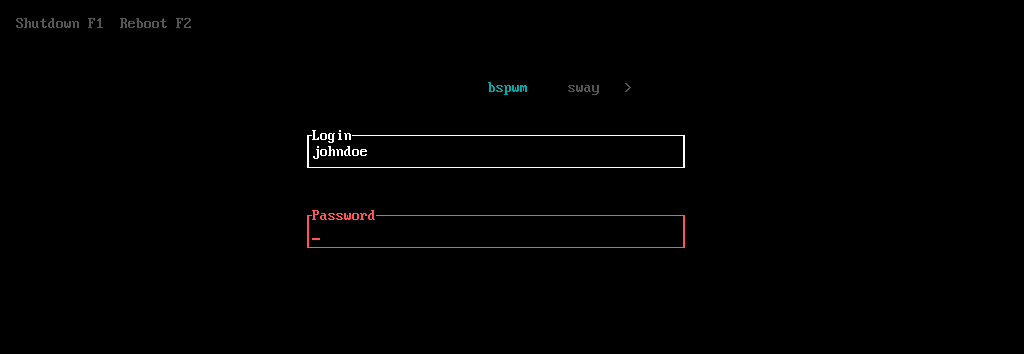 Shutdown F1  Reboot F2
bspwm     sway   >
Login
johndoe
Password
_